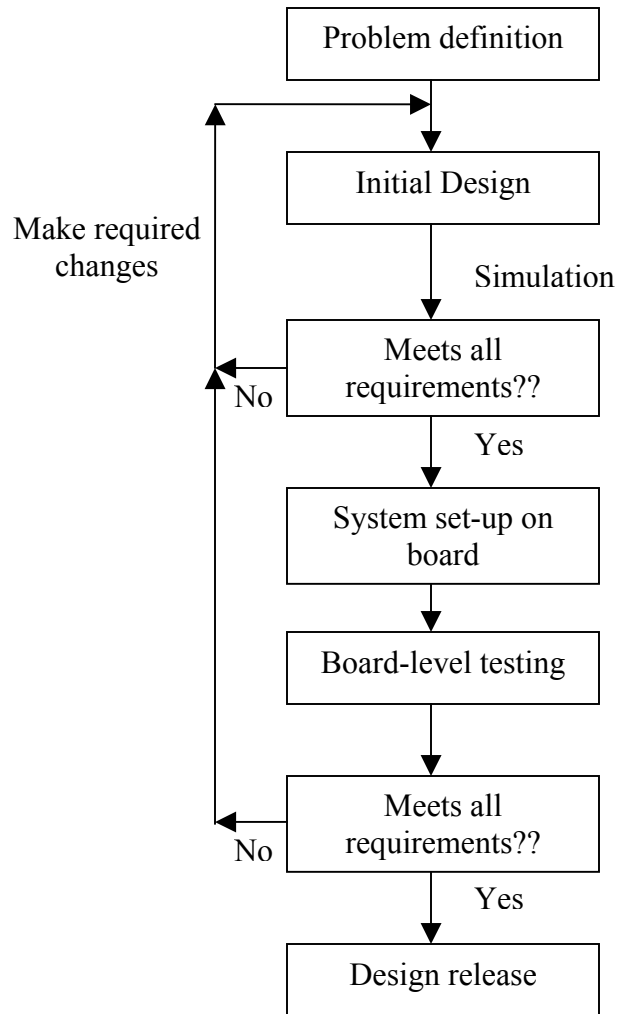 Problem definition
Initial Design
Make required
changes
Simulation
Meets all
requirements??
No
Yes
System set-up on
board
Board-level testing
Meets all
requirements??
No
Yes
Design release